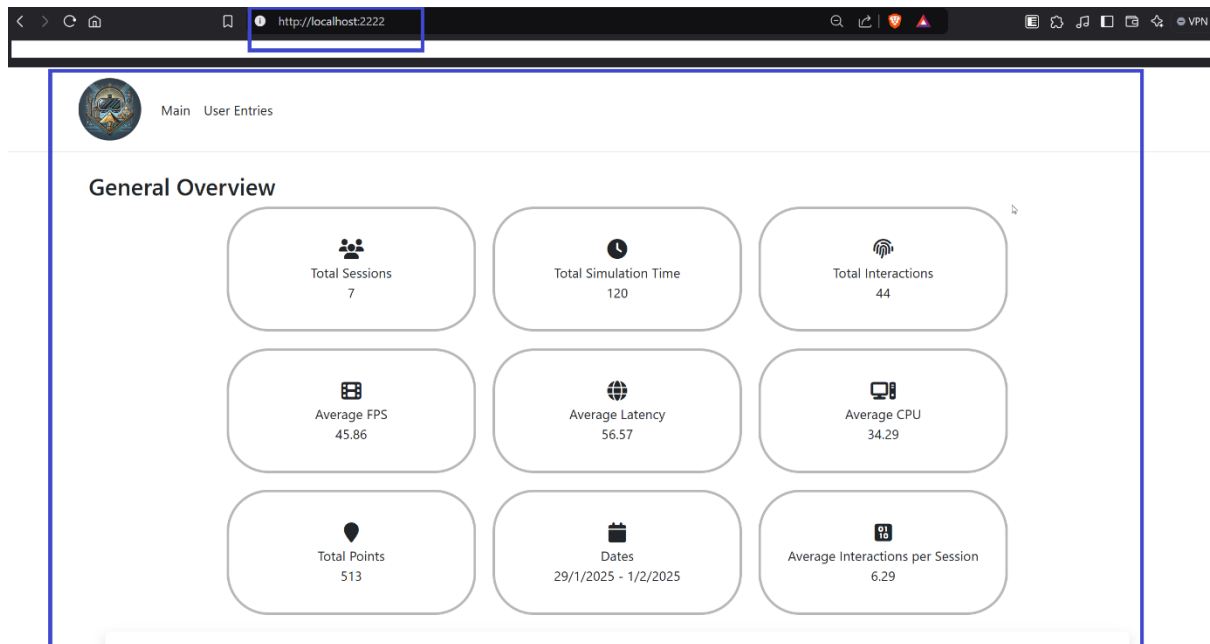 http://localhost:2222
VPN
Main User Entries
General Overview
Total Sessions
7
Total Simulation Time
120
Total Interactions
44
Average FPS
45.86
Average Latency
56.57
Average CPU
34.29
Total Points
513
Dates
29/1/2025 - 1/2/2025
01
10
Average Interactions per Session
6.29